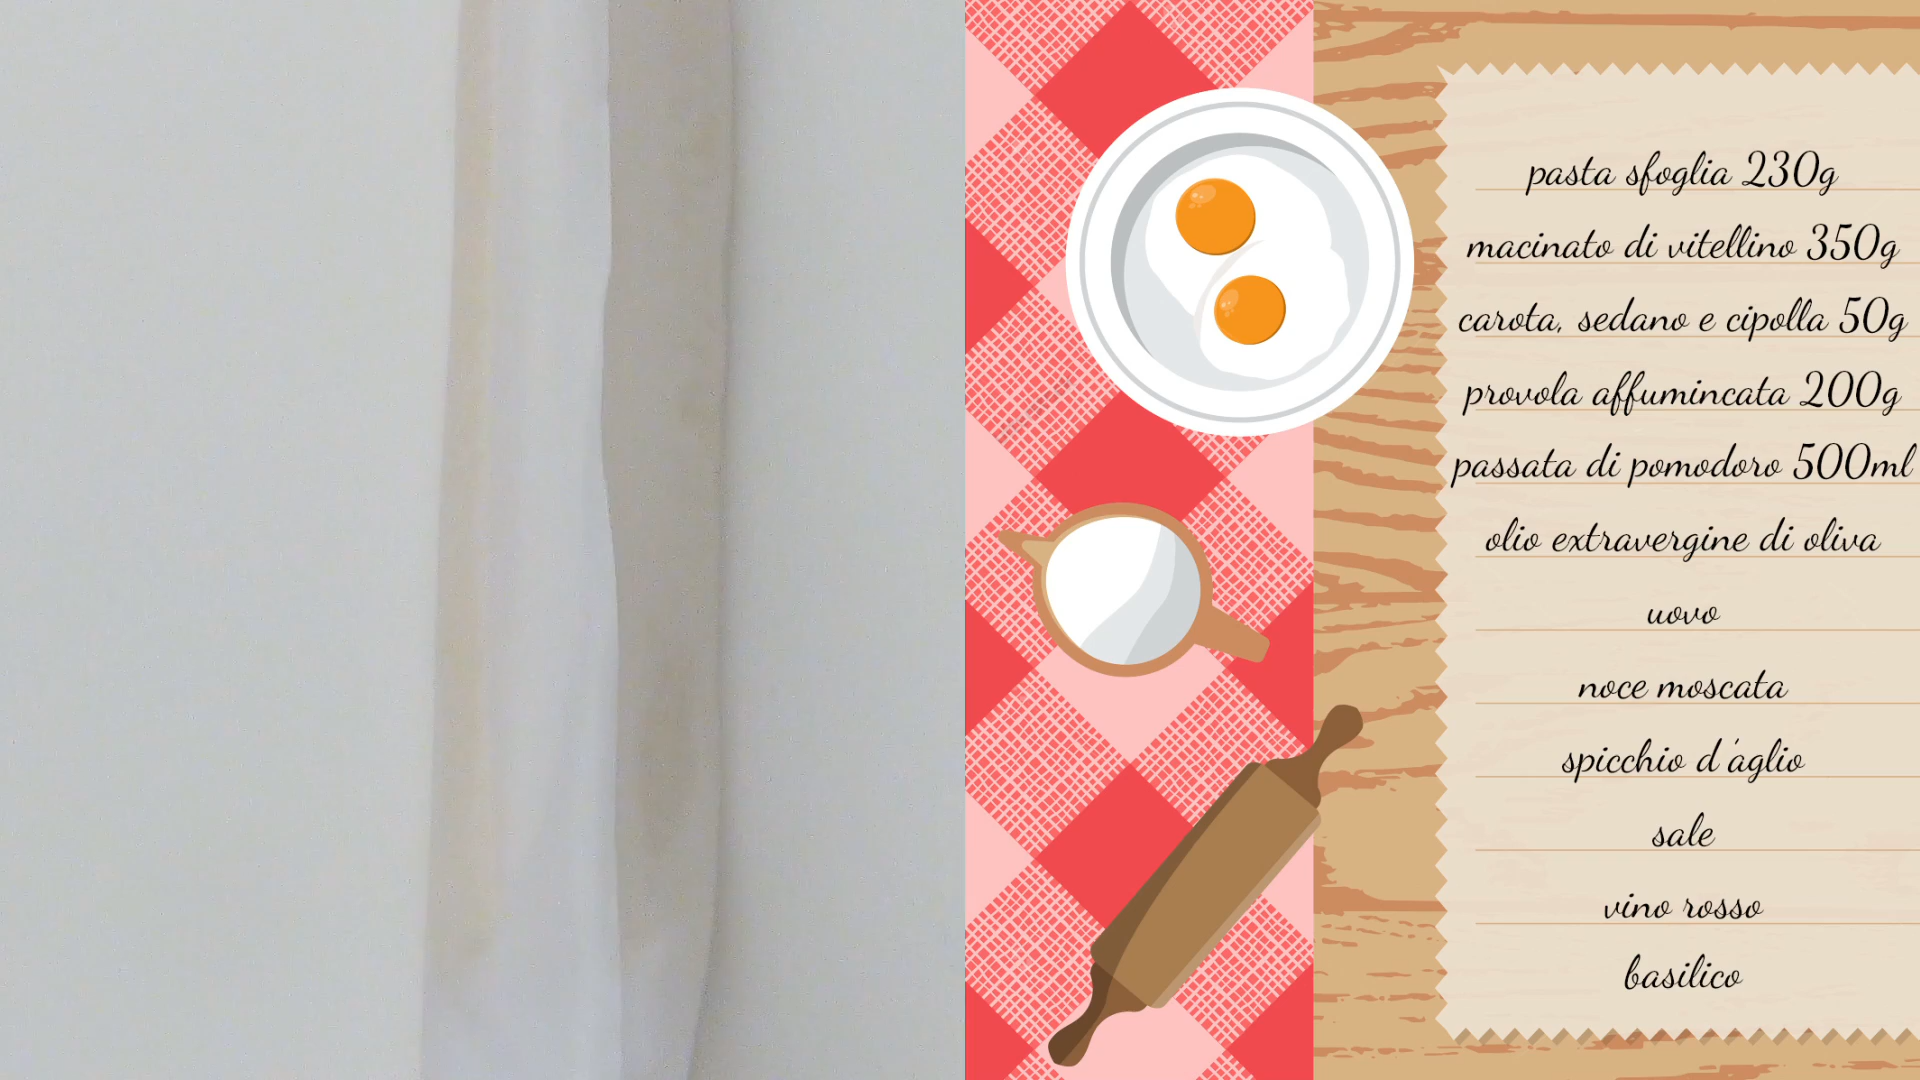 pasta sfoglia 230g
macinato di vitellino 350g
carota, sedano e cipolla 50g
provola affumincata 200g
passata di pomodoro 500ml
olio extravergine di oliva
uovo
noce moscata
spicchio d'aglio
sale
vino rosso
basilico